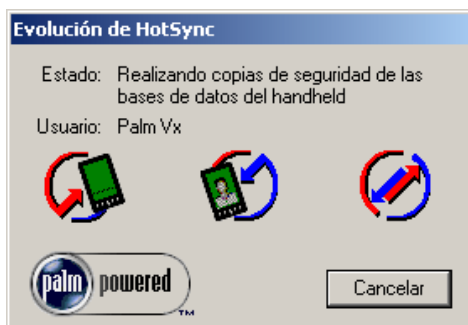 Evolución de HotSync
Estado: Realizando copias de seguridad de las
bases de datos del handheld
Usuario: Palm Vx
palm powered
TM
Cancelar